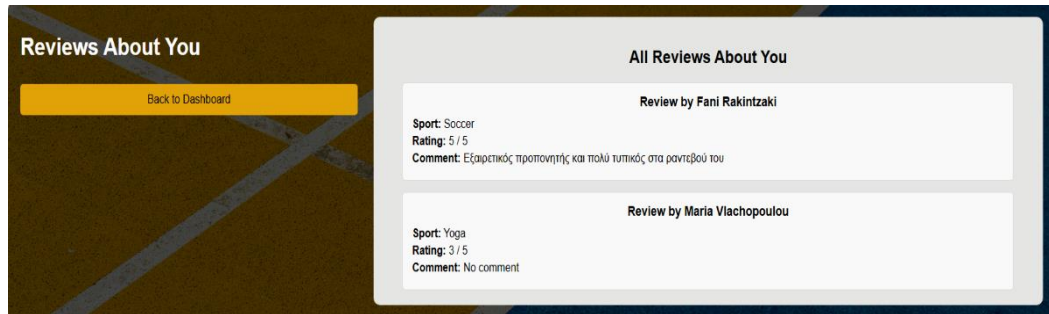 Reviews About You
Back to Dashboard
All Reviews About You
Review by Fani Rakintzaki
Sport: Soccer
Rating: 5 / 5
Comment: Εξαιρετικός προπονητής και πολύ τυπικός στα ραντεβού του
Review by Maria Vlachopoulou
Sport: Yoga
Rating: 3 / 5
Comment: No comment